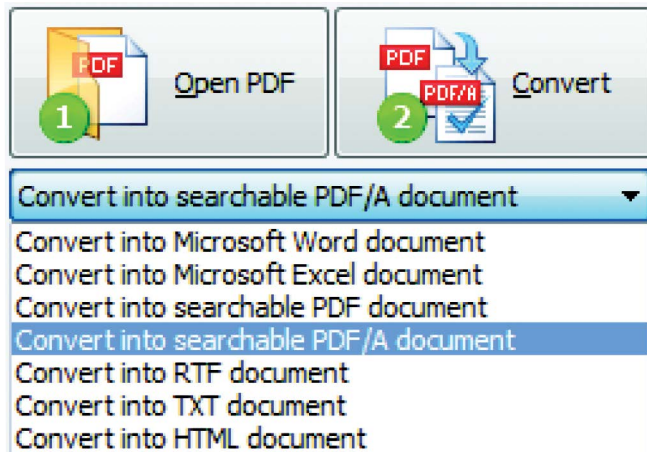 PDF
1
Open PDF
PDF
PDF/A
2
Convert
Convert into searchable PDF/A document
Convert into Microsoft Word document
Convert into Microsoft Excel document
Convert into searchable PDF document
Convert into searchable PDF/A document
Convert into RTF document
Convert into TXT document
Convert into HTML document